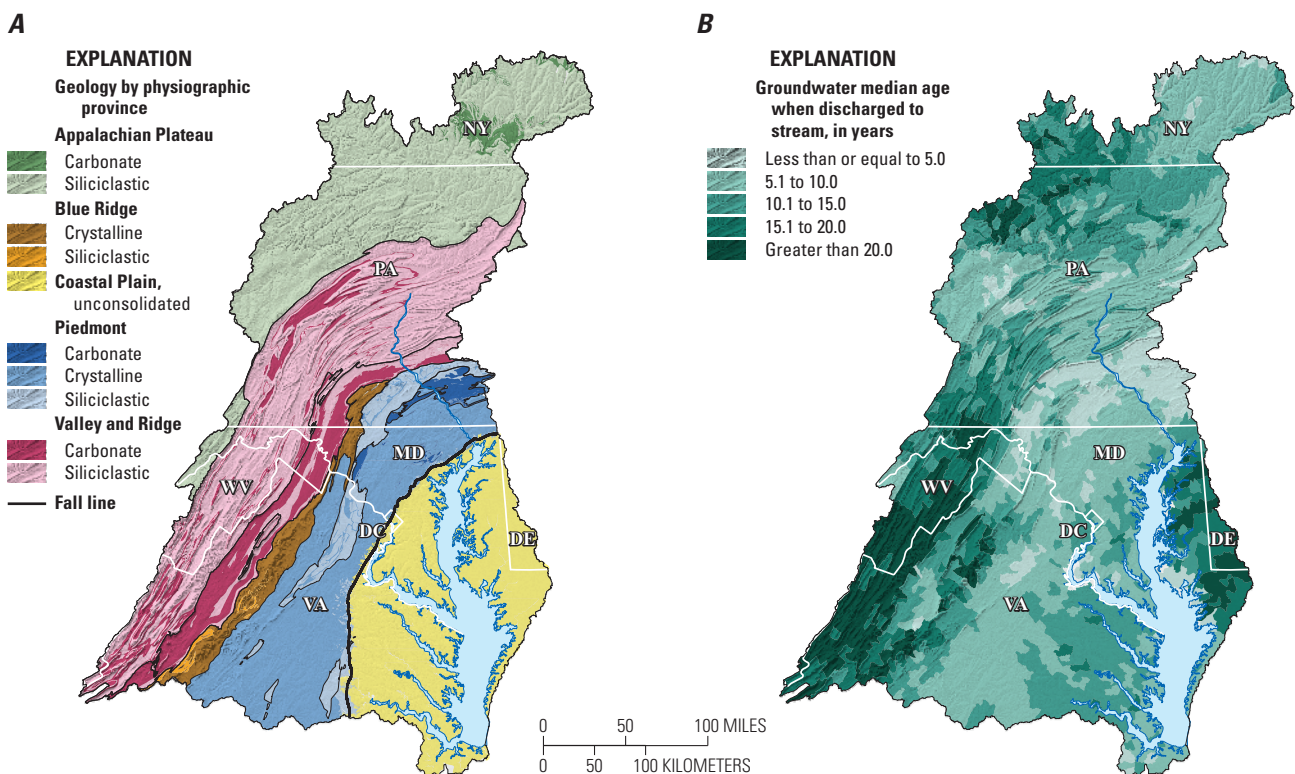 A
EXPLANATION
Geology by physiographic
province
Appalachian Plateau
Carbonate
Siliciclastic
Blue Ridge
Crystalline
Siliciclastic
Coastal Plain,
unconsolidated
Piedmont
Carbonate
Crystalline
Siliciclastic
Valley and Ridge
Carbonate
Siliciclastic
Fall line
NY
PA
MD
WV
DC
DE
VA
B
EXPLANATION
Groundwater median age
when discharged to
stream, in years
Less than or equal to 5.0
5.1 to 10.0
10.1 to 15.0
15.1 to 20.0
Greater than 20.0
NY
PA
MD
WV
DC
DE
VA
0 50 100 MILES
0 50 100 KILOMETERS